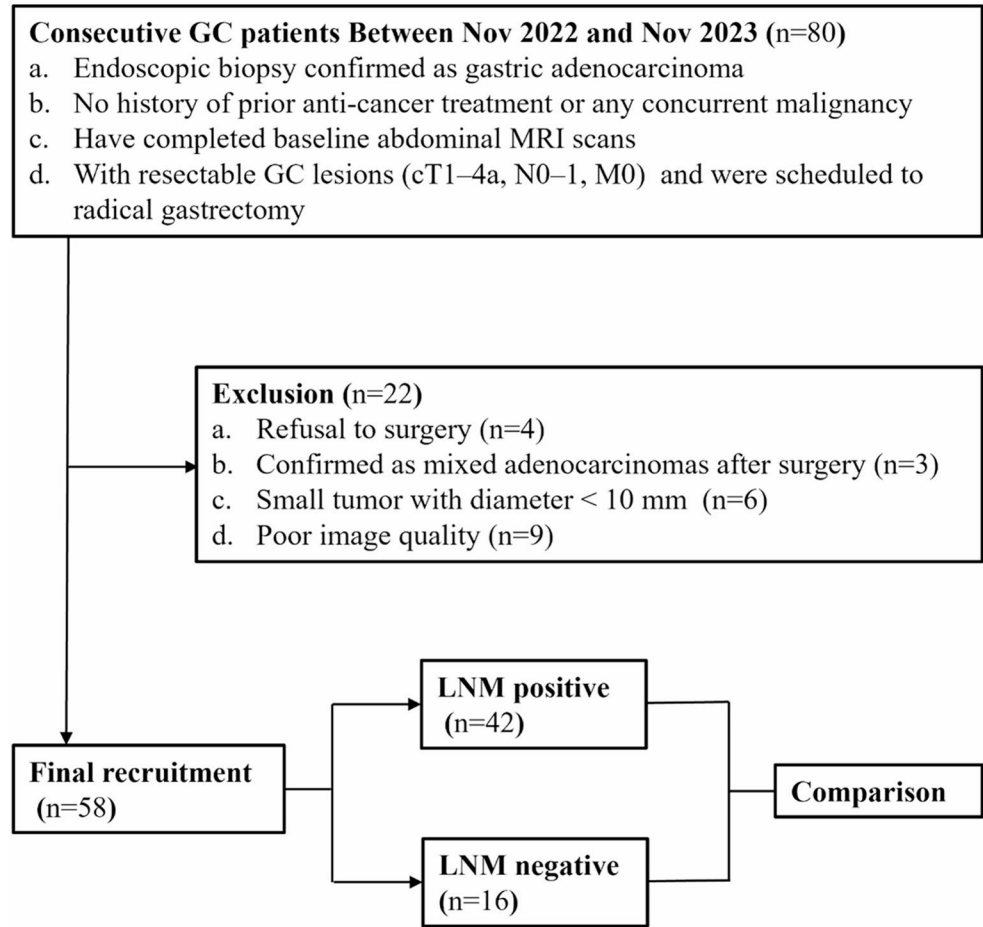 Consecutive GC patients Between Nov 2022 and Nov 2023 (n=80)
a. Endoscopic biopsy confirmed as gastric adenocarcinoma
b. No history of prior anti-cancer treatment or any concurrent malignancy
c. Have completed baseline abdominal MRI scans
d. With resectable GC lesions (cT1–4a, N0–1, M0) and were scheduled to
radical gastrectomy
Exclusion (n=22)
a. Refusal to surgery (n=4)
b. Confirmed as mixed adenocarcinomas after surgery (n=3)
c. Small tumor with diameter < 10 mm (n=6)
d. Poor image quality (n=9)
LNM positive
(n=42)
Final recruitment
(n=58)
Comparison
LNM negative
(n=16)